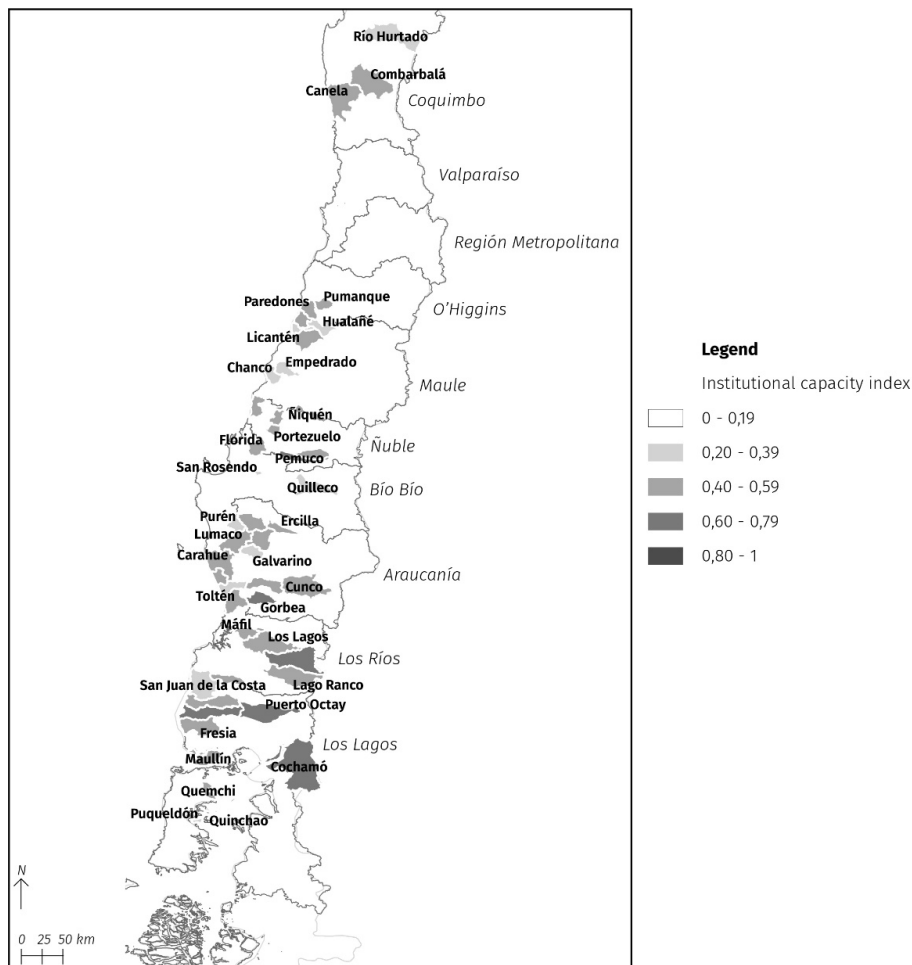 Río Hurtado
Combarbalá
Canela
Coquimbo
Valparaíso
Región Metropolitana
Pumanque
Paredones
O'Higgins
Hualañé
Licantén
Empedrado
Chanco
Maule
Ñiquén
Portezuelo
Florida
Ñuble
Pemuco
San Rosendo
Quilleco
Bío Bío
Purén
Ercilla
Lumaco
Carahue
Galvarino
Araucanía
Cunco
Toltén
Gorbea
Máfil
Los Lagos
Los Ríos
San Juan de la Costa
Lago Ranco
Puerto Octay
Fresia
Los Lagos
Maullín
Cochamó
Quemchi
Puqueldón
Quinchao
N
0 25 50 km
Legend
Institutional capacity index
0 - 0,19
0,20 - 0,39
0,40 - 0,59
0,60 - 0,79
0,80 - 1